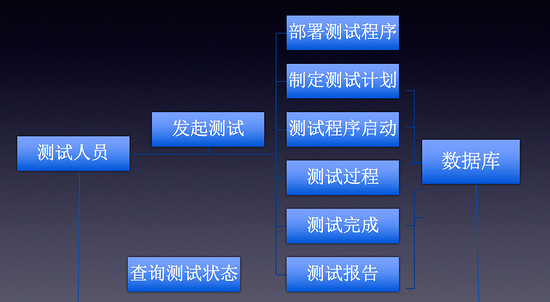 部署测试程序
制定测试计划
发起测试
测试程序启动
测试人员
数据库
测试过程
测试完成
查询测试状态
测试报告